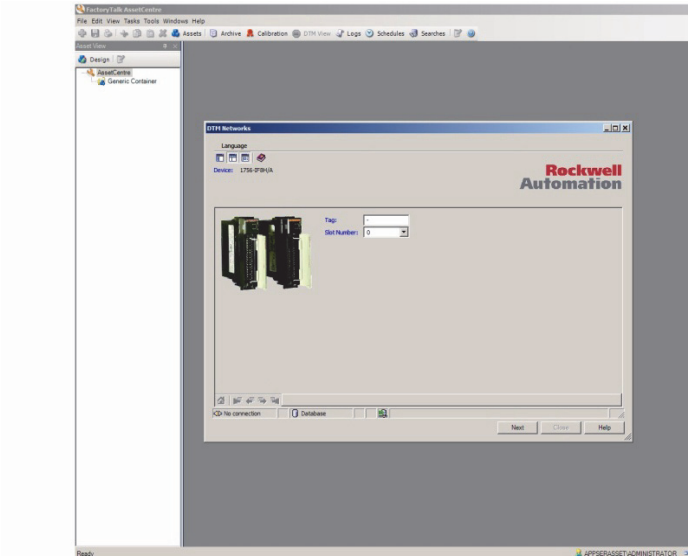 FactoryTalk AssetCentre
File Edit View Tasks Tools Windows Help
Assets Archive Calibration DTM View Logs Schedules Searches
Asset View
Design
AssetCentre
Generic Container
DTM Networks
Language
Device: 1756-IF8H/A
Rockwell
Automation
Tag: -
Slot Number: 0
No connection Database
Next Close Help
Ready APPSERASSET\ADMINISTRATOR